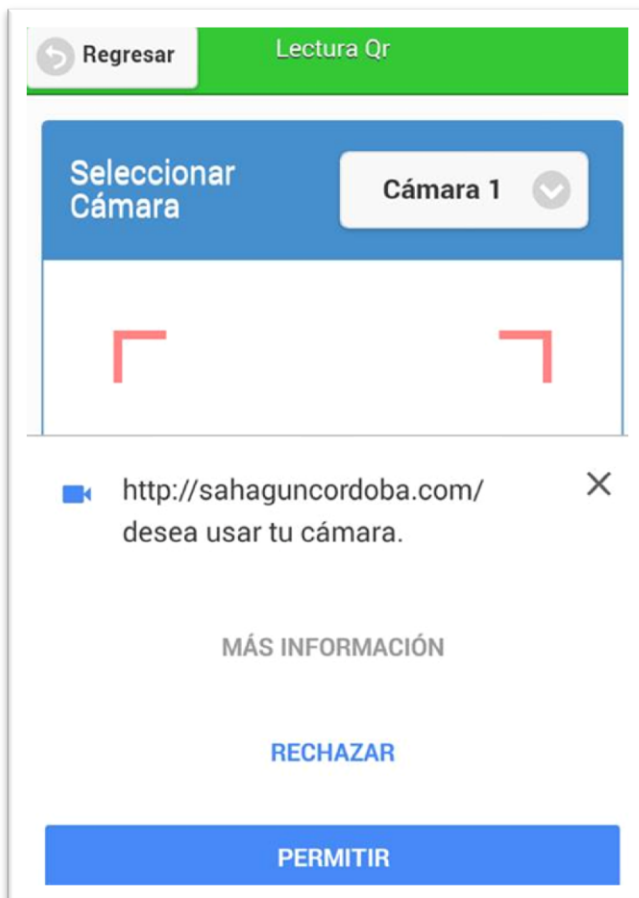 Regresar
Lectura Qr
Seleccionar
Cámara
Cámara 1
http://sahaguncordoba.com/
desea usar tu cámara.
MÁS INFORMACIÓN
RECHAZAR
PERMITIR